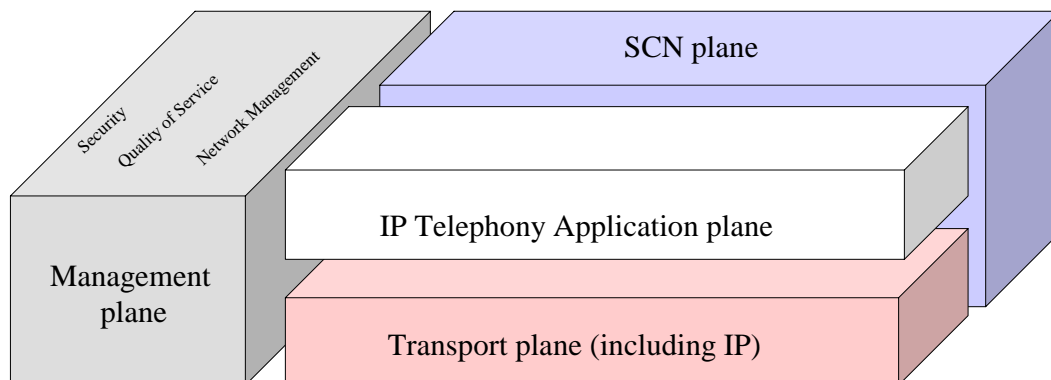 SCN plane
Security
Quality of Service
Network Management
IP Telephony Application plane
Management
plane
Transport plane (including IP)